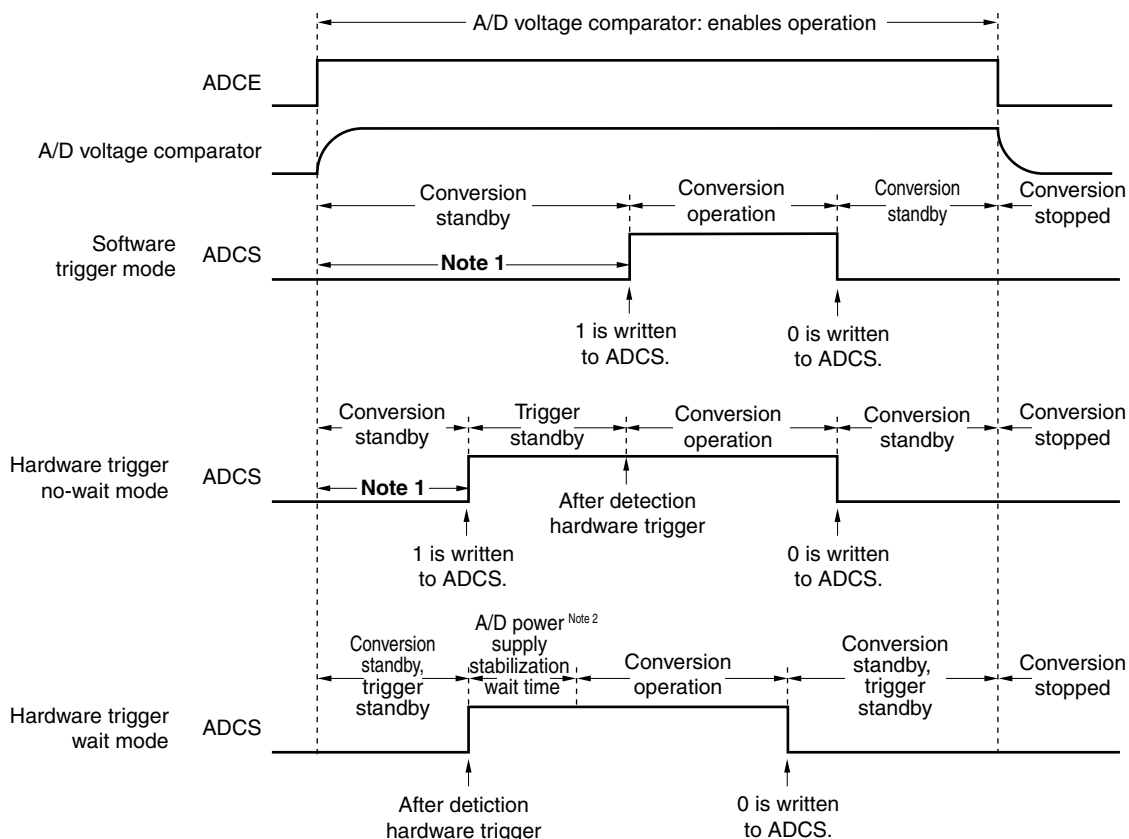 A/D voltage comparator: enables operation
ADCE
A/D voltage comparator
Conversion
standby
Conversion
operation
Conversion
standby
Conversion
stopped
Software
trigger mode
ADCS
Note 1
1 is written
to ADCS.
0 is written
to ADCS.
Conversion
standby
Trigger
standby
Conversion
operation
Conversion
standby
Conversion
stopped
Hardware trigger
no-wait mode
ADCS
Note 1
After detection
hardware trigger
1 is written
to ADCS.
0 is written
to ADCS.
Conversion
standby,
trigger
standby
A/D power Note 2
supply
stabilization
wait time
Conversion
operation
Conversion
standby,
trigger
standby
Conversion
stopped
Hardware trigger
wait mode
ADCS
After detiction
hardware trigger
0 is written
to ADCS.